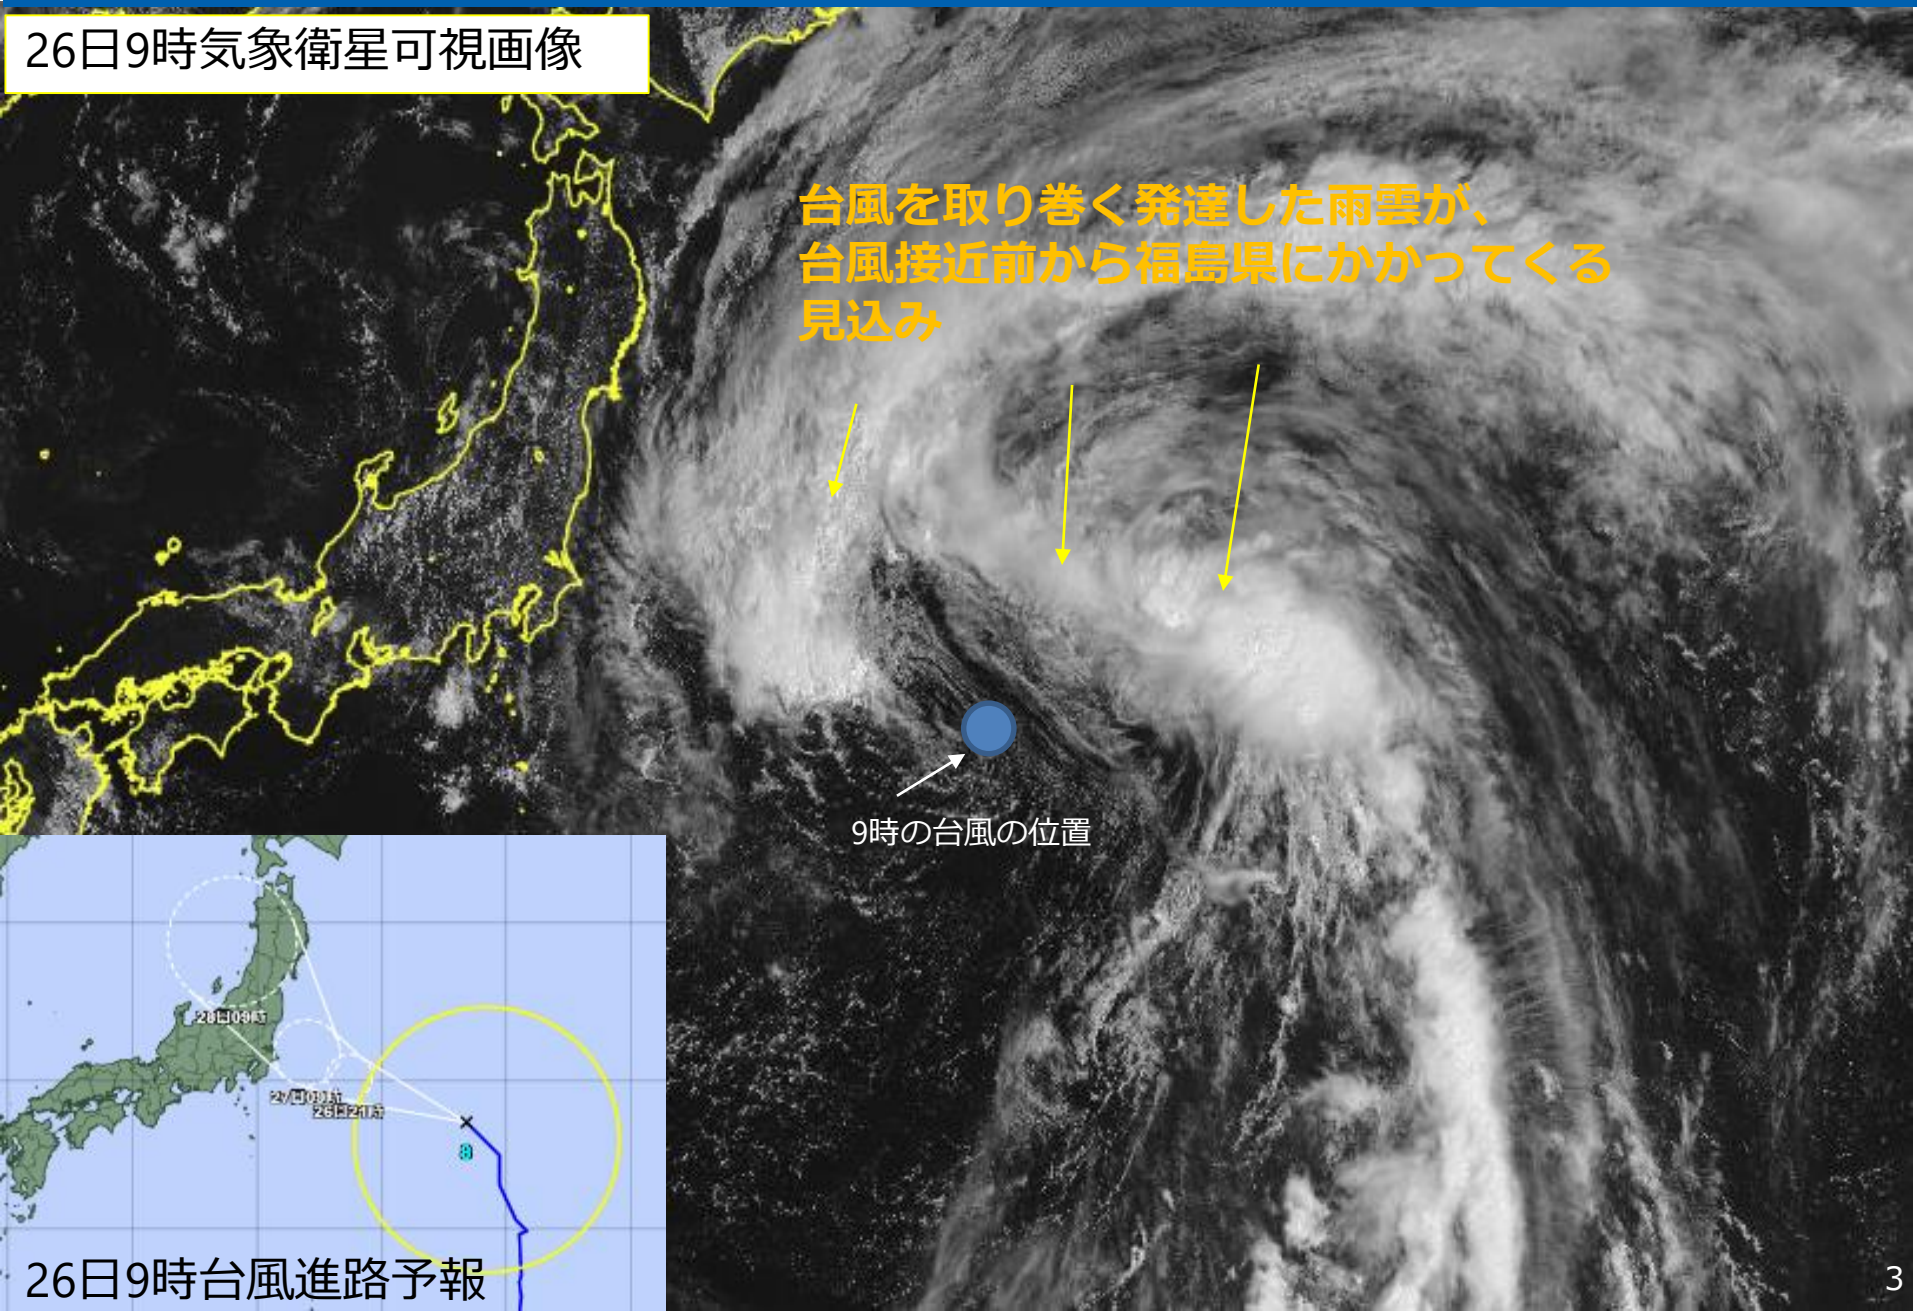 26日9時気象衛星可視画像
台風を取り巻く発達した雨雲が、
台風接近前から福島県にかかってくる
見込み
9時の台風の位置
28日09時
27日09時
26日21時
8
26日9時台風進路予報
3